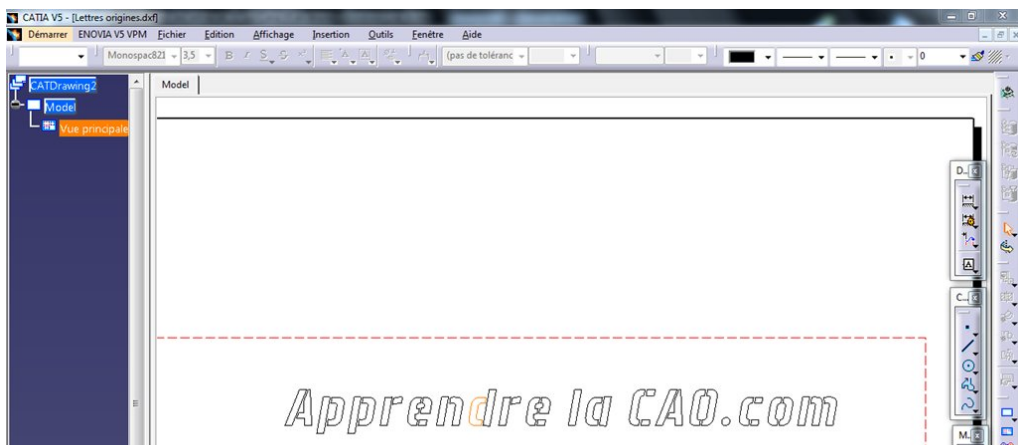 CATIA V5 - [Lettres origines.dxf]
Démarrer ENOVIA V5 VPM Fichier Edition Affichage Insertion Outils Fenêtre Aide
Monospac821 3,5 B I S S (pas de toléranc 0
CATDrawing2
Model
Model
Vue principale
D..
C..
Apprendre la CAO.com
M..